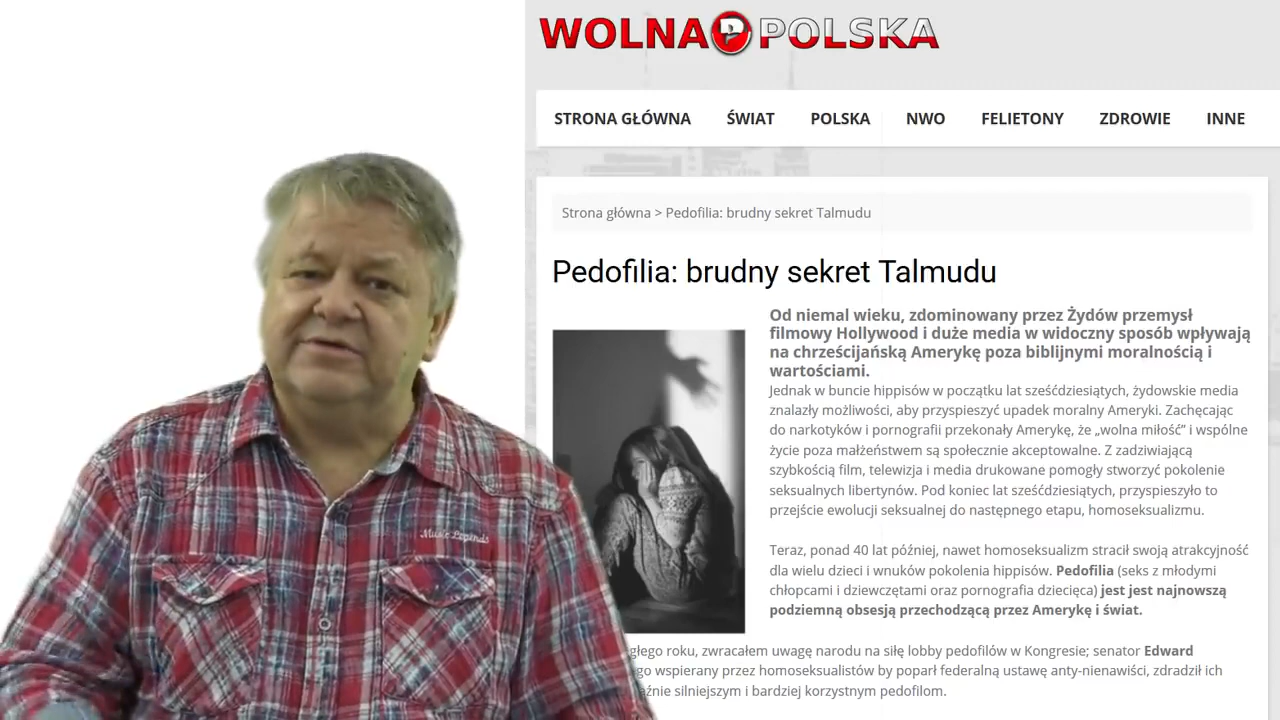 WOLNA POLSKA
STRONA GŁÓWNA ŚWIAT POLSKA NWO FELIETONY ZDROWIE INNE
Strona główna > Pedofilia: brudny sekret Talmudu
Pedofilia: brudny sekret Talmudu
Od niemal wieku, zdominowany przez Żydów przemysł
filmowy Hollywood i duże media w widoczny sposób wpływają
na chrześcijańską Amerykę poza biblijnymi moralnością i
wartościami.
Jednak w buncie hippisów w początku lat sześćdziesiątych, żydowskie media
znalazły możliwości, aby przyspieszyć upadek moralny Ameryki. Zachęcając
do narkotyków i pornografii przekonały Amerykę, że „wolna miłość” i wspólne
życie poza małżeństwem są społecznie akceptowalne. Z zadziwiającą
szybkością film, telewizja i media drukowane pomogły stworzyć pokolenie
seksualnych libertynów. Pod koniec lat sześćdziesiątych, przyspieszyło to
przejście ewolucji seksualnej do następnego etapu, homoseksualizmu.
Teraz, ponad 40 lat później, nawet homoseksualizm stracił swoją atrakcyjność
dla wielu dzieci i wnuków pokolenia hippisów. Pedofilia (seks z młodymi
chłopcami i dziewczętami oraz pornografia dziecięca) jest jest najnowszą
podziemną obsesją przechodzącą przez Amerykę i świat.
głego roku, zwracałem uwagę narodu na siłę lobby pedofilów w Kongresie; senator Edward
go wspierany przez homoseksualistów by poparł federalną ustawę anty-nienawiści, zdradził ich
aźnie silniejszym i bardziej korzystnym pedofilom.
Music Legends